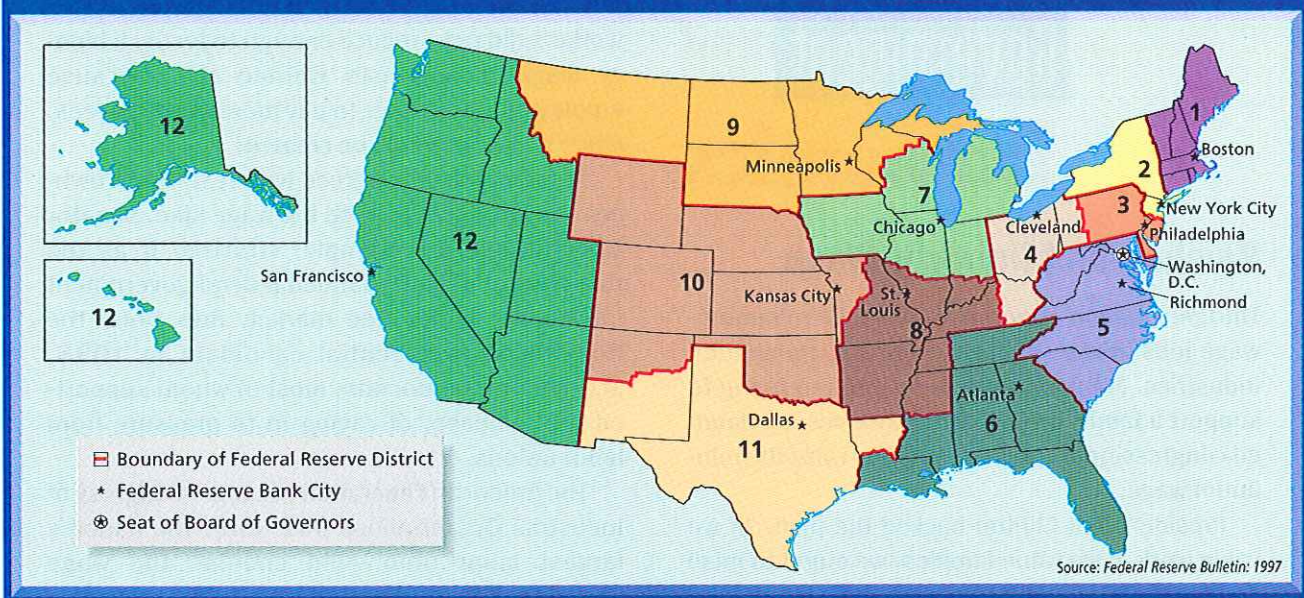 12
12
San Francisco
12
9
Minneapolis
10
Kansas City
Dallas
11
7
Chicago
St.
Louis
8
Cleveland
4
Atlanta
6
5
1
Boston
2
New York City
3
Philadelphia
Washington,
D.C.
Richmond
Boundary of Federal Reserve District
★ Federal Reserve Bank City
Seat of Board of Governors
Source: Federal Reserve Bulletin: 1997